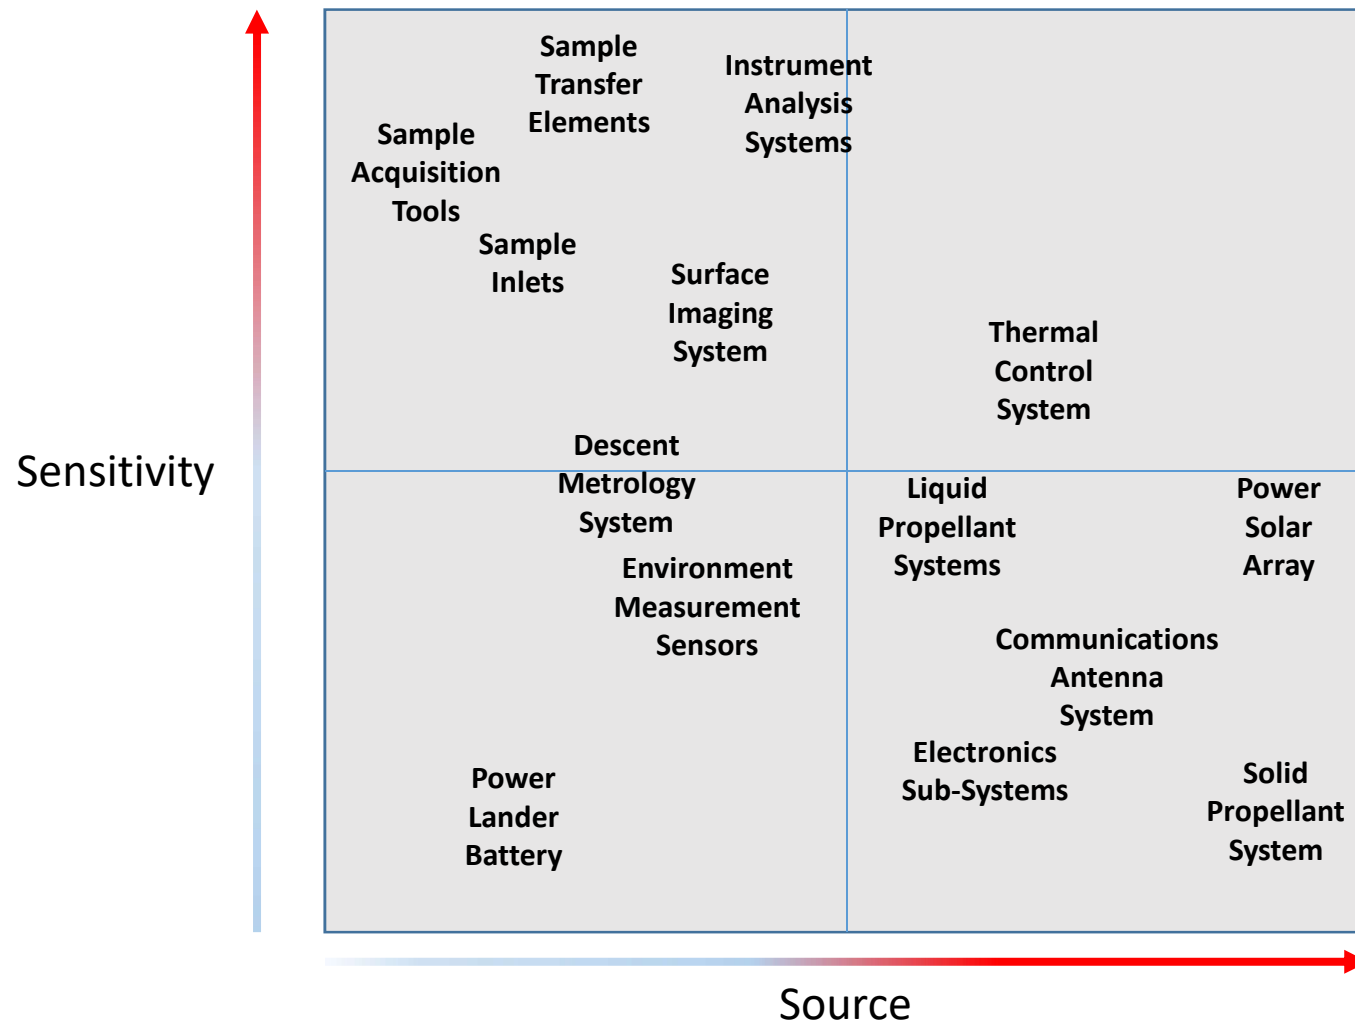 Sample
Transfer
Elements
Instrument
Analysis
Systems
Sample
Acquisition
Tools
Sample
Inlets
Surface
Imaging
System
Thermal
Control
System
Sensitivity
Descent
Metrology
System
Liquid
Propellant
Systems
Power
Solar
Array
Environment
Measurement
Sensors
Communications
Antenna
System
Electronics
Sub-Systems
Power
Lander
Battery
Solid
Propellant
System
Source